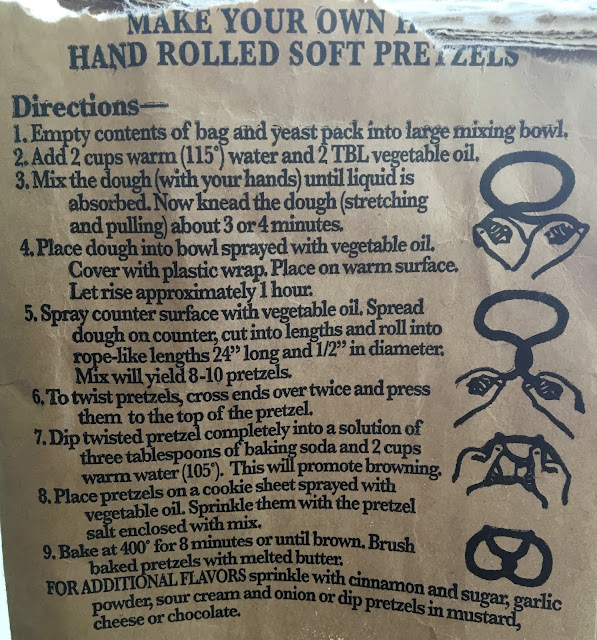 MAKE YOUR OWN
HAND ROLLED SOFT PRETZELS
Directions—
1. Empty contents of bag and yeast pack into large mixing bowl.
2. Add 2 cups warm (115°) water and 2 TBL vegetable oil.
3. Mix the dough (with your hands) until liquid is
absorbed. Now knead the dough (stretching
and pulling) about 3 or 4 minutes.
4. Place dough into bowl sprayed with vegetable oil.
Cover with plastic wrap. Place on warm surface.
Let rise approximately 1 hour.
5. Spray counter surface with vegetable oil. Spread
dough on counter, cut into lengths and roll into
rope-like lengths 24” long and 1/2” in diameter.
Mix will yield 8-10 pretzels.
6. To twist pretzels, cross ends over twice and press
them to the top of the pretzel.
7. Dip twisted pretzel completely into a solution of
three tablespoons of baking soda and 2 cups
warm water (105°). This will promote browning.
8. Place pretzels on a cookie sheet sprayed with
vegetable oil. Sprinkle them with the pretzel
salt enclosed with mix.
9. Bake at 400° for 8 minutes or until brown. Brush
baked pretzels with melted butter.
FOR ADDITIONAL FLAVORS sprinkle with cinnamon and sugar, garlic
powder, sour cream and onion or dip pretzels in mustard,
cheese or chocolate.